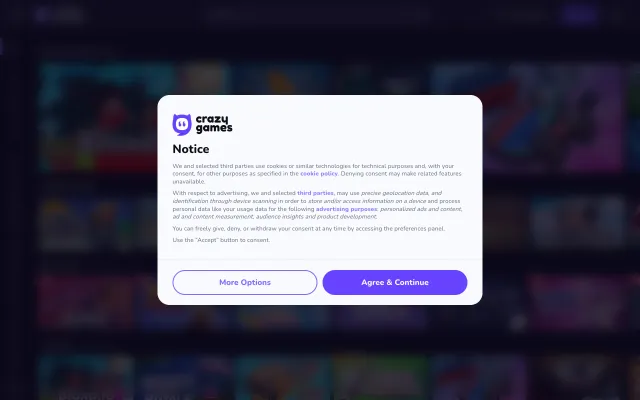 crazy
games
Notice
We and selected third parties use cookies or similar technologies for technical purposes and, with your
consent, for other purposes as specified in the cookie policy. Denying consent may make related features
unavailable.
With respect to advertising, we and selected third parties, may use precise geolocation data, and
identification through device scanning in order to store and/or access information on a device and process
personal data like your usage data for the following advertising purposes: personalized ads and content,
ad and content measurement, audience insights and product development.
You can freely give, deny, or withdraw your consent at any time by accessing the preferences panel.
Use the "Accept" button to consent.
More Options
Agree & Continue